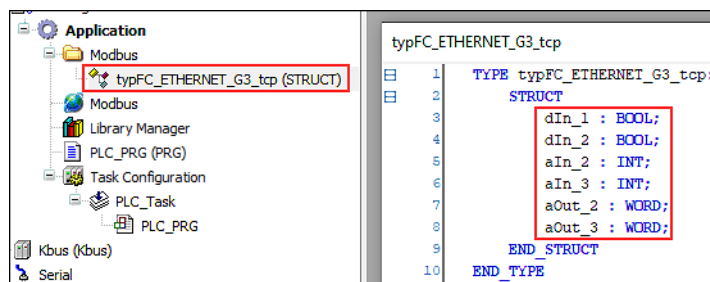 Application
Modbus
typFC_ETHERNET_G3_tcp (STRUCT)
Modbus
Library Manager
PLC_PRG (PRG)
Task Configuration
PLC_Task
PLC_PRG
Kbus (Kbus)
Serial
typFC_ETHERNET_G3_tcp
1 TYPE typFC_ETHERNET_G3_tcp:
2 STRUCT
3 dIn_1 : BOOL;
4 dIn_2 : BOOL;
5 aIn_2 : INT;
6 aIn_3 : INT;
7 aOut_2 : WORD;
8 aOut_3 : WORD;
9 END_STRUCT
10 END_TYPE